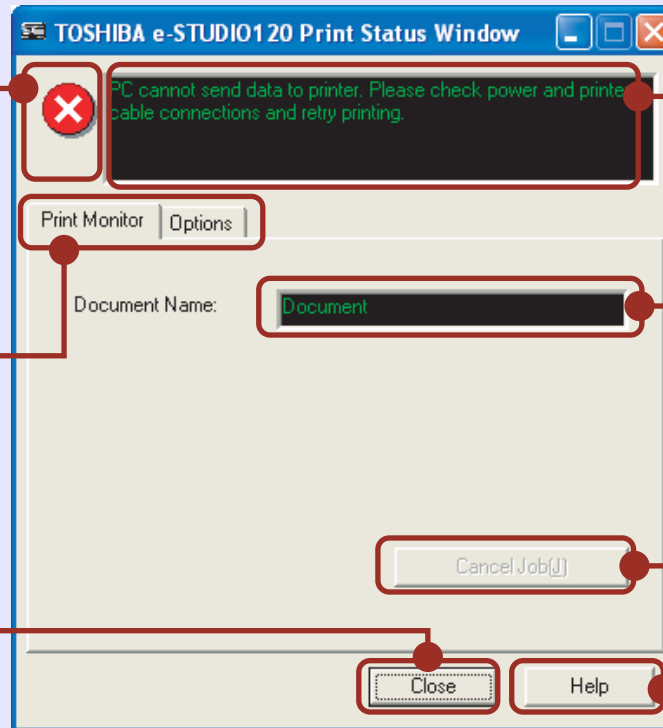 TOSHIBA e-STUDIO120 Print Status Window
PC cannot send data to printer. Please check power and printer
cable connections and retry printing.
Print Monitor
Options
Document Name:
Document
Cancel Job(J)
Close
Help